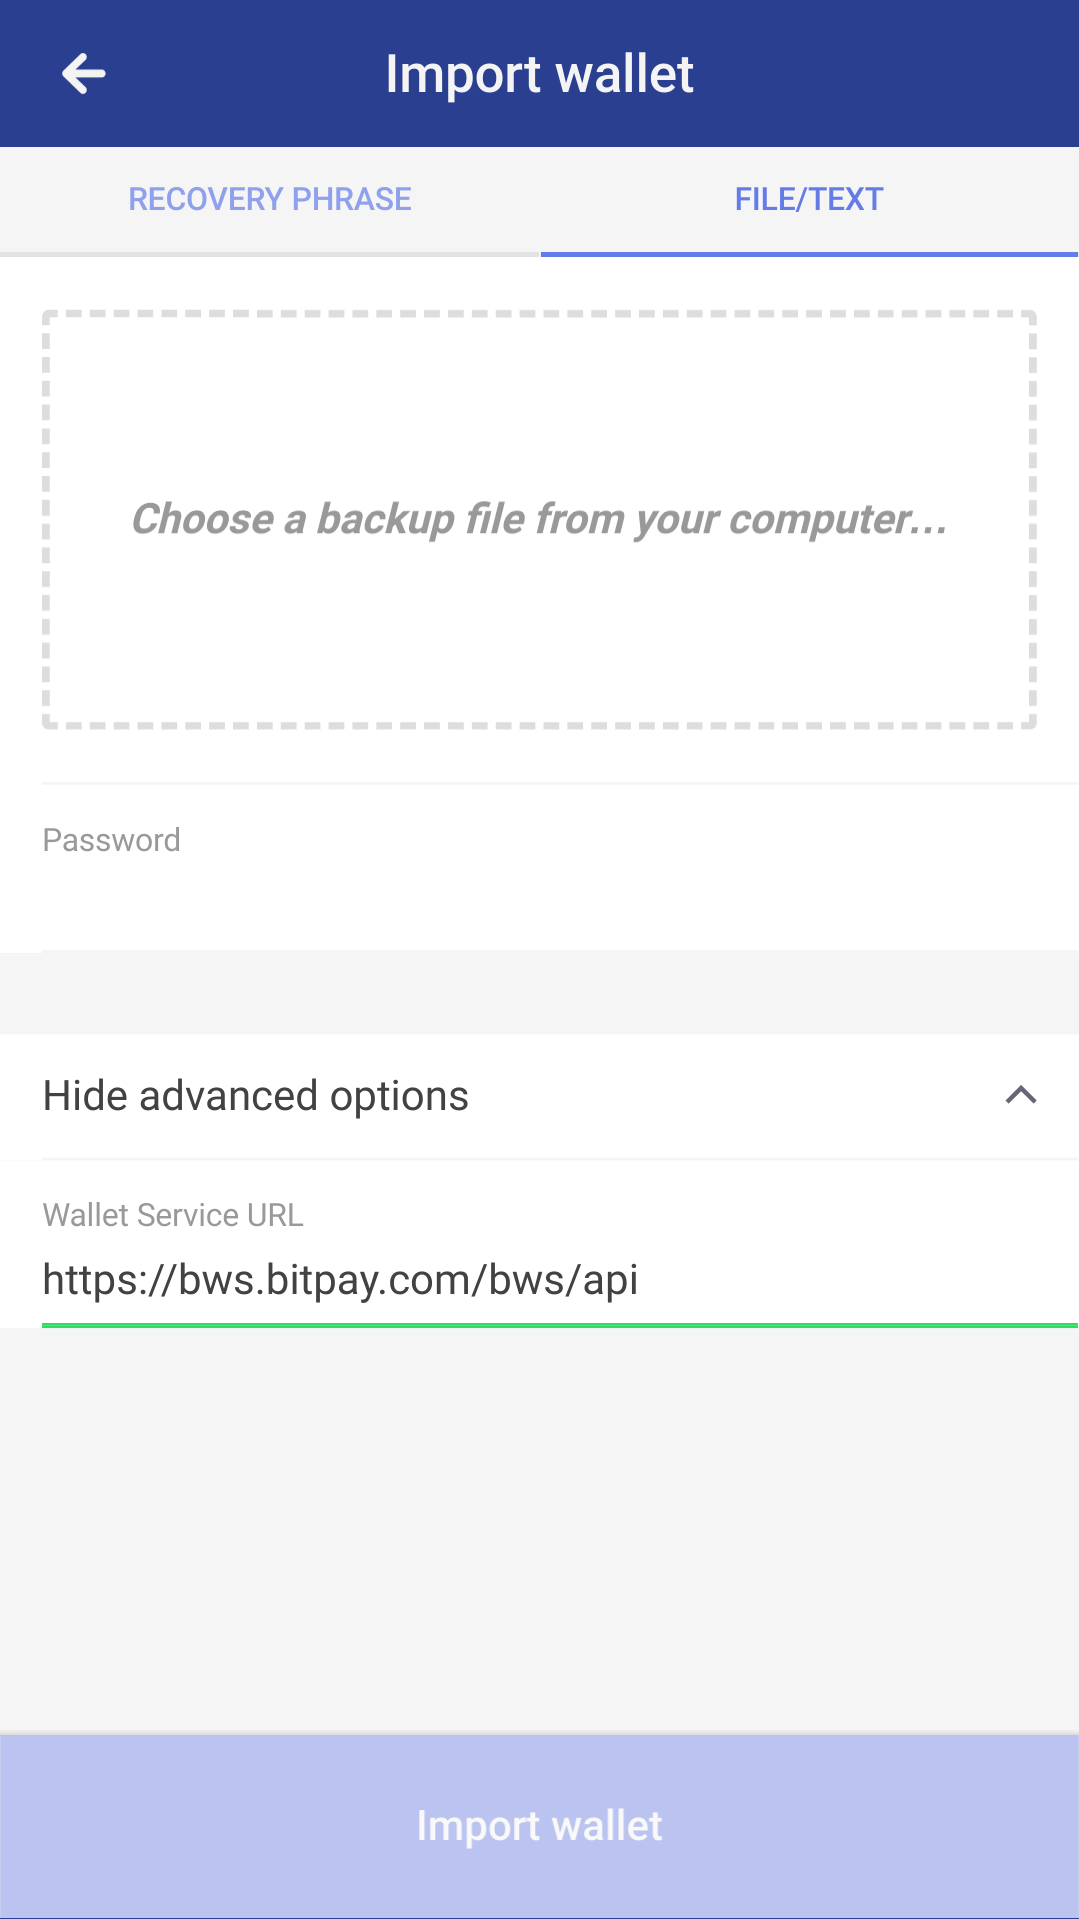 Import wallet
RECOVERY PHRASE
FILE/TEXT
Choose a backup file from your computer...
Password
Hide advanced options
Wallet Service URL
https://bws.bitpay.com/bws/api
Import wallet